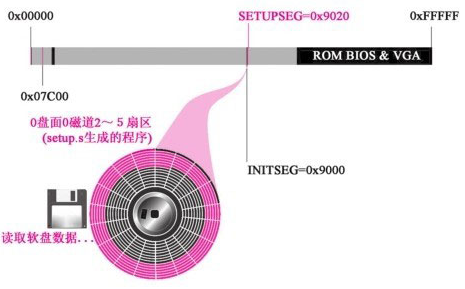 0x00000
SETUPSEG=0x9020
0xFFFFF
ROM BIOS & VGA
0x07C00
0盘面0磁道2～5扇区
(setup.s生成的程序)
INITSEG=0x9000
读取软盘数据...